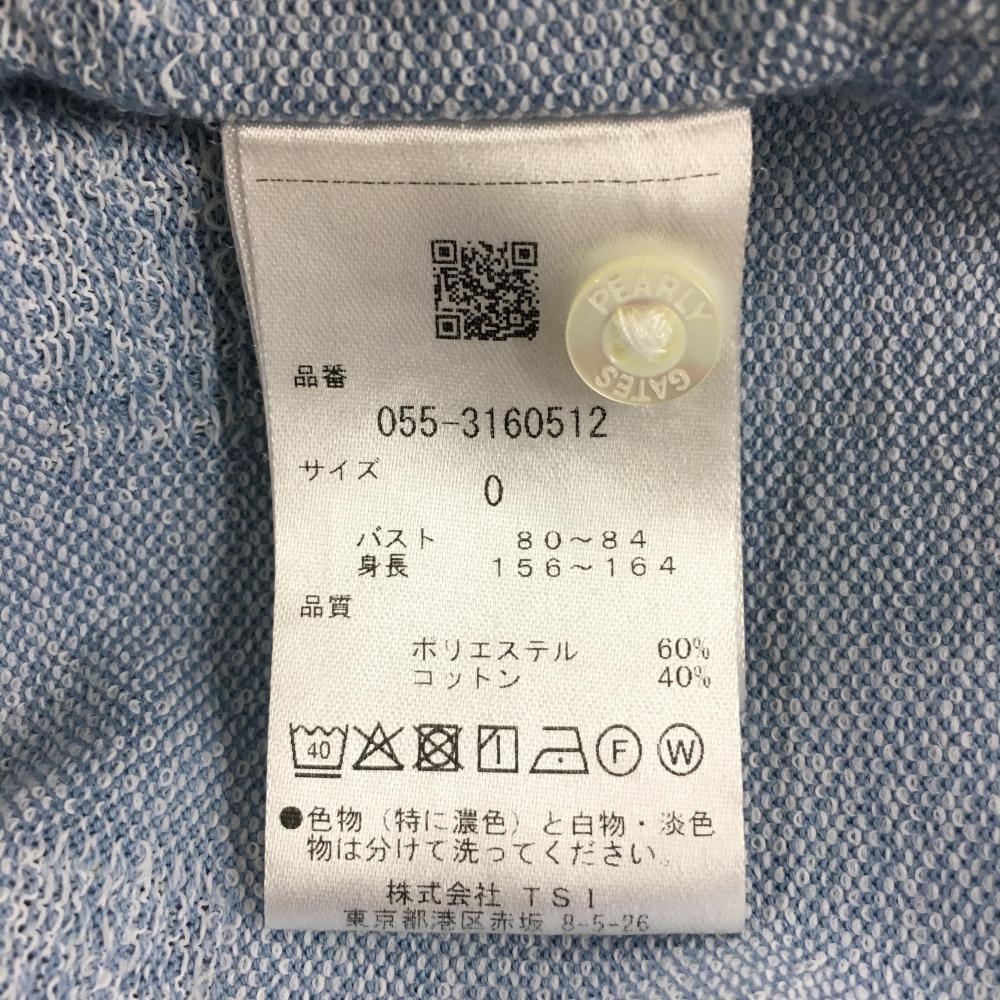 PEARLY
GATES
品番
055-3160512
サイズ
0
バスト 80~84
身長 156~164
品質
ポリエステル 60%
コットン 40%
40 F W
●色物(特に濃色)と白物・淡色
物は分けて洗ってください。
株式会社 TSI
東京都港区赤坂 8-5-26